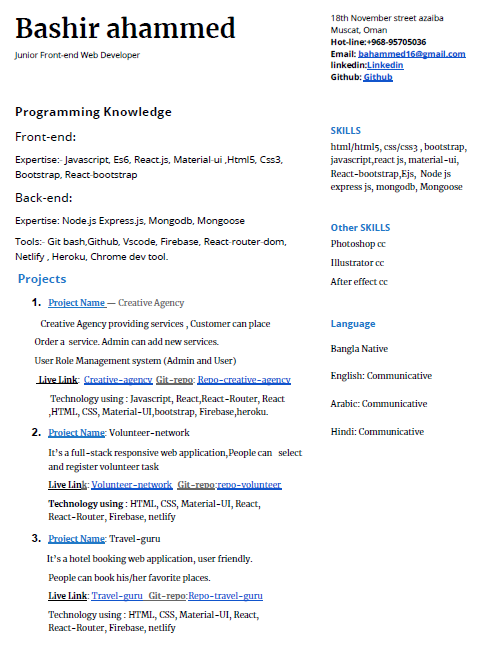 Bashir ahammed
Junior Front-end Web Developer
18th November street azaiba
Muscat, Oman
Hot-line:+968-95705036
Email: bahammed16@gmail.com
linkedin:Linkedin
Github: Github
Programming Knowledge
Front-end:
Expertise:- Javascript, Es6, React.js, Material-ui ,Html5, Css3,
Bootstrap, React-bootstrap
Back-end:
Expertise: Node.js Express.js, Mongodb, Mongoose
Tools:- Git bash,Github, Vscode, Firebase, React-router-dom,
Netlify , Heroku, Chrome dev tool.
Projects
1. Project Name — Creative Agency
Creative Agency providing services , Customer can place
Order a service. Admin can add new services.
User Role Management system (Admin and User)
Live Link: Creative-agency Git-repo: Repo-creative-agency
Technology using : Javascript, React,React-Router, React
,HTML, CSS, Material-UI,bootstrap, Firebase,heroku.
2. Project Name: Volunteer-network
It's a full-stack responsive web application,People can select
and register volunteer task
Live Link: Volunteer-network Git-repo:repo-volunteer
Technology using : HTML, CSS, Material-UI, React,
React-Router, Firebase, netlify
3. Project Name: Travel-guru
It's a hotel booking web application, user friendly.
People can book his/her favorite places.
Live Link: Travel-guru Git-repo:Repo-travel-guru
Technology using : HTML, CSS, Material-UI, React,
React-Router, Firebase, netlify
SKILLS
html/html5, css/css3 , bootstrap,
javascript,react js, material-ui,
React-bootstrap,Ejs, Node js
express js, mongodb, Mongoose
Other SKILLS
Photoshop cc
Illustrator cc
After effect cc
Language
Bangla Native
English: Communicative
Arabic: Communicative
Hindi: Communicative